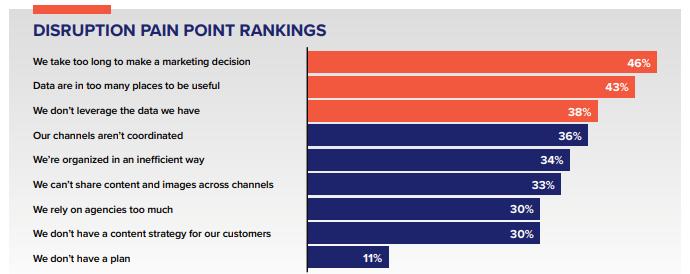 DISRUPTION PAIN POINT RANKINGS
We take too long to make a marketing decision 46%
Data are in too many places to be useful 43%
We don't leverage the data we have 38%
Our channels aren't coordinated 36%
We're organized in an inefficient way 34%
We can't share content and images across channels 33%
We rely on agencies too much 30%
We don't have a content strategy for our customers 30%
We don't have a plan 11%